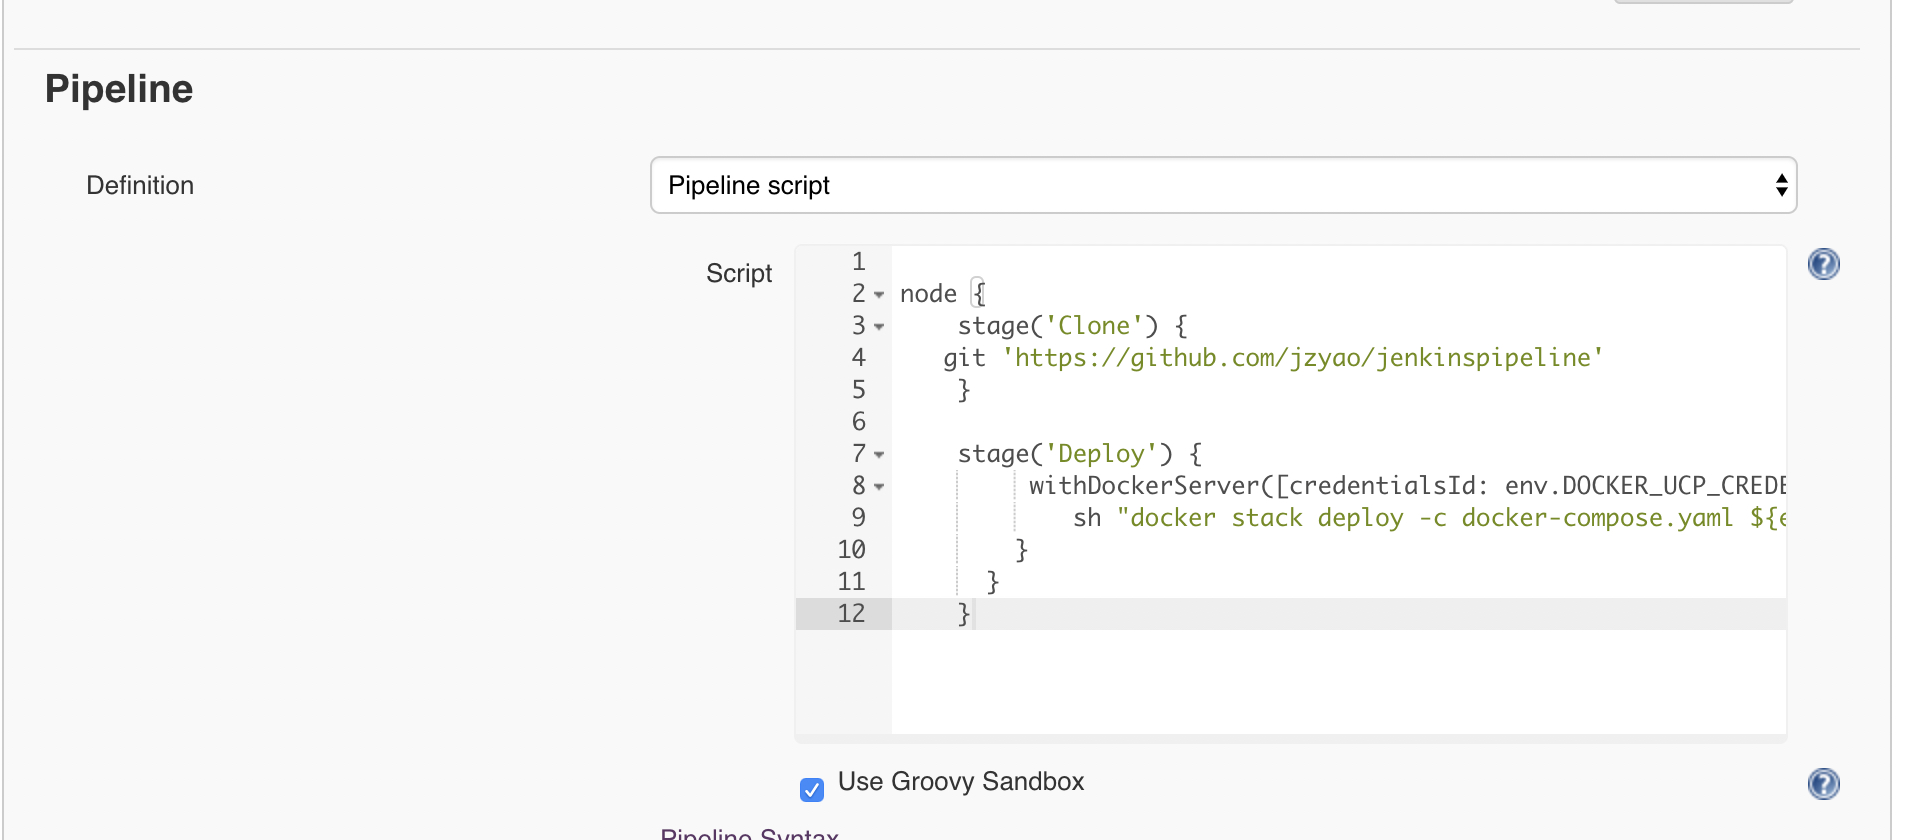 Pipeline
Definition
Pipeline script
Script
1
2 node {
3 stage('Clone') {
4 git 'https://github.com/jzyao/jenkinspipeline'
5 }
6
7 stage('Deploy') {
8 withDockerServer([credentialsId: env.DOCKER_UCP_CREDE
9 sh "docker stack deploy -c docker-compose.yaml ${e
10 }
11 }
12 }
Use Groovy Sandbox
Pipeline Syntax